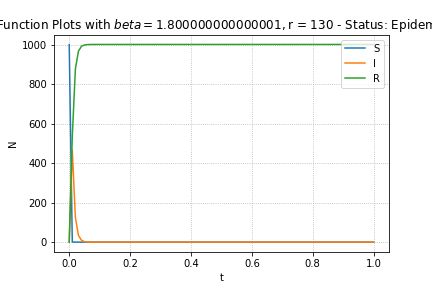 Function Plots with beta = 1.800000000000001, r = 130 - Status: Epidem
1000
800
600
400
200
0
N
S
I
R
0.0 0.2 0.4 0.6 0.8 1.0
t